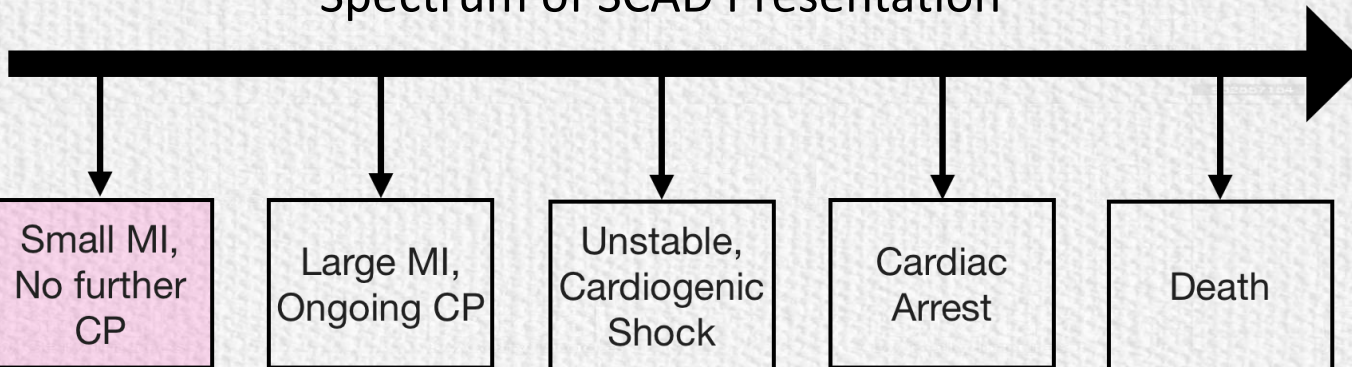 Spectrum of SCAD Presentation
Small MI,
No further
CP
Large MI,
Ongoing CP
Unstable,
Cardiogenic
Shock
Cardiac
Arrest
Death